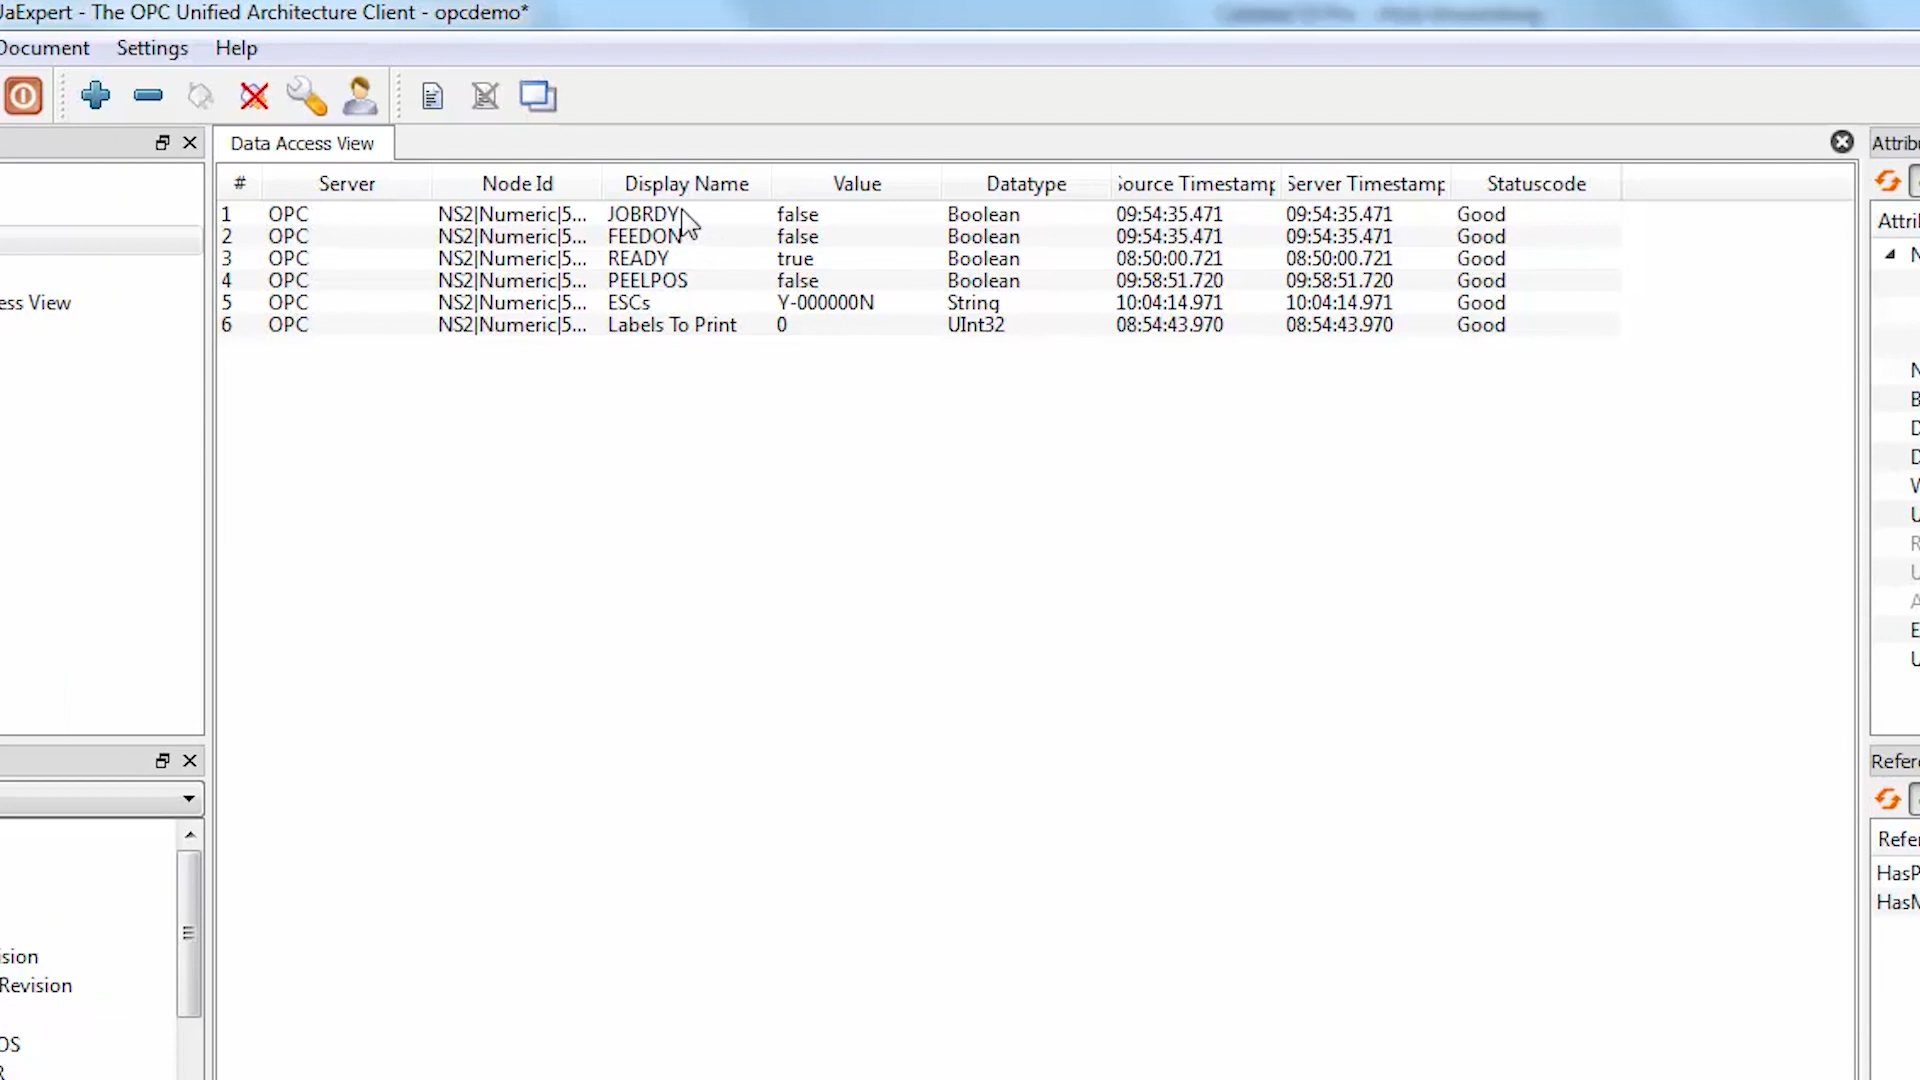 UaExpert - The OPC Unified Architecture Client - opcdemo*
Document Settings Help
Data Access View
Attrib
# Server Node Id Display Name Value Datatype Source Timestamp Server Timestamp Statuscode
1 OPC NS2|Numeric|5... JOBRDY false Boolean 09:54:35.471 09:54:35.471 Good
2 OPC NS2|Numeric|5... FEEDON false Boolean 09:54:35.471 09:54:35.471 Good
3 OPC NS2|Numeric|5... READY true Boolean 08:50:00.721 08:50:00.721 Good
4 OPC NS2|Numeric|5... PEELPOS false Boolean 09:58:51.720 09:58:51.720 Good
5 OPC NS2|Numeric|5... ESCs Y-000000N String 10:04:14.971 10:04:14.971 Good
6 OPC NS2|Numeric|5... Labels To Print 0 UInt32 08:54:43.970 08:54:43.970 Good
ess View
ision
Revision
OS
R
Attri
N
N
B
D
D
W
U
R
U
A
E
U
Refer
Refer
HasP
HasM